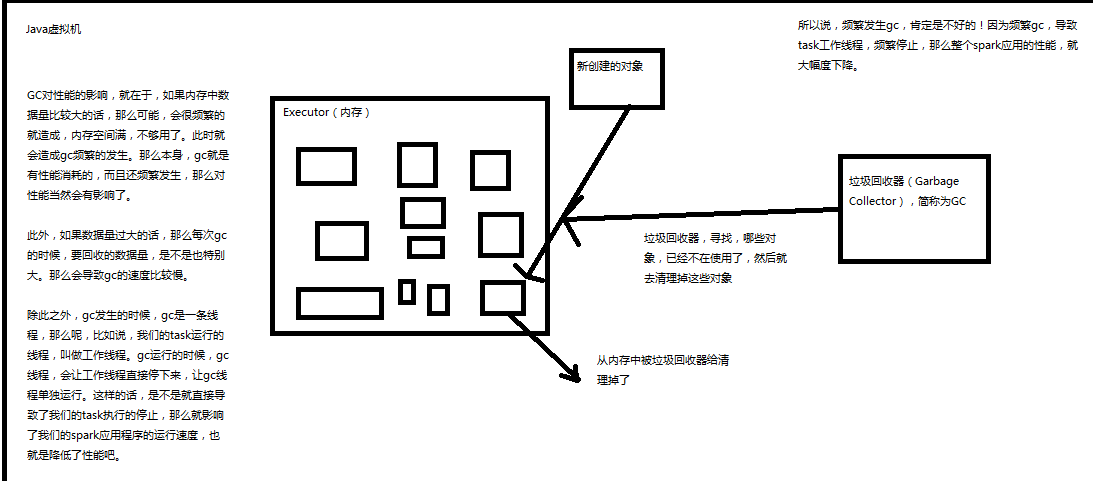 Java虚拟机
GC对性能的影响，就在于，如果内存中数
据量比较大的话，那么可能，会很频繁的
就造成，内存空间满，不够用了。此时就
会造成gc频繁的发生。那么本身，gc就是
有性能消耗的，而且还频繁发生，那么对
性能当然会有影响了。
此外，如果数据量过大的话，那么每次gc
的时候，要回收的数据量，是不是也特别
大。那么会导致gc的速度比较慢。
除此之外，gc发生的时候，gc是一条线
程，那么呢，比如说，我们的task运行的
线程，叫做工作线程。gc运行的时候，gc
线程，会让工作线程直接停下来，让gc线
程单独运行。这样的话，是不是就直接导
致了我们的task执行的停止，那么就影响
了我们的spark应用程序的运行速度，也
就是降低了性能吧。
Executor（内存）
新创建的对象
所以说，频繁发生gc，肯定是不好的！因为频繁gc，导致
task工作线程，频繁停止，那么整个spark应用的性能，就
大幅度下降。
垃圾回收器（Garbage
Collector），简称为GC
垃圾回收器，寻找，哪些对
象，已经不在使用了，然后就
去清理掉这些对象
从内存中被垃圾回收器给清
理掉了